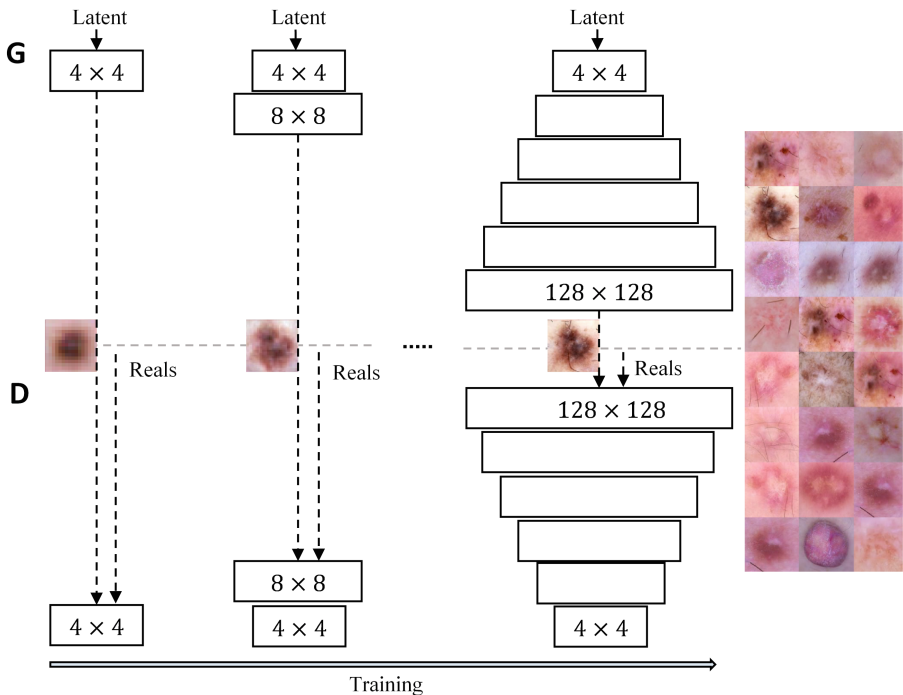 Latent Latent Latent
G
4 × 4 4 × 4 4 × 4
8 × 8
128 × 128
.....
Reals Reals Reals
D
128 × 128
8 × 8
4 × 4 4 × 4 4 × 4
Training